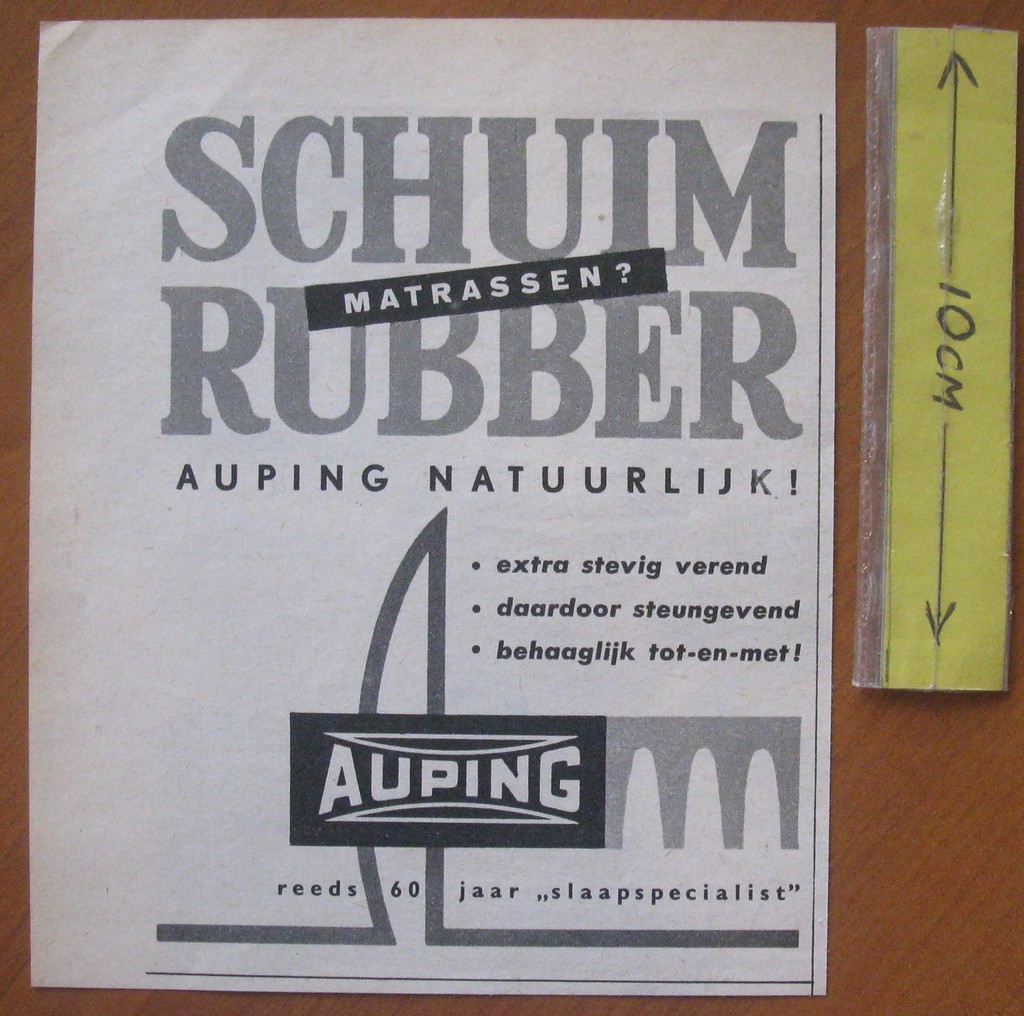 SCHUIM
MATRASSEN?
RUBBER
AUPING NATUURLIJK!
• extra stevig verend
• daardoor steungevend
• behaaglijk tot-en-met!
AUPING
reeds 60 jaar „slaapspecialist”
10CM